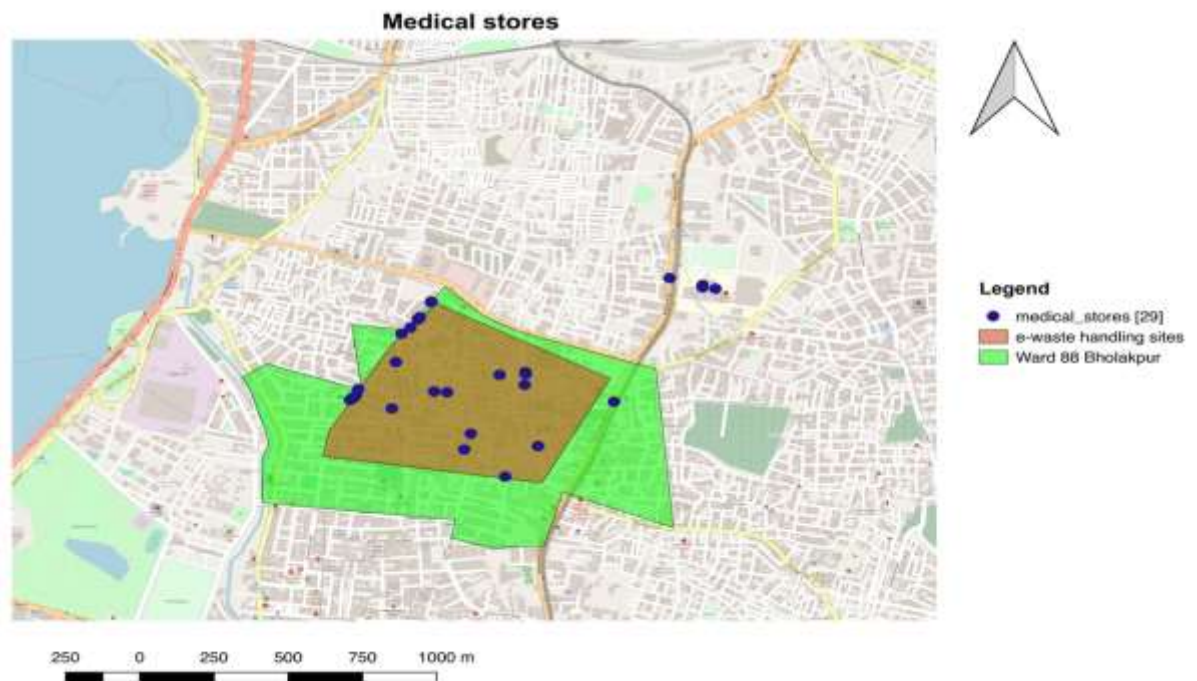 Medical stores
Legend
medical_stores [29]
e-waste handling sites
Ward 88 Bholakpur
250 0 250 500 750 1000 m